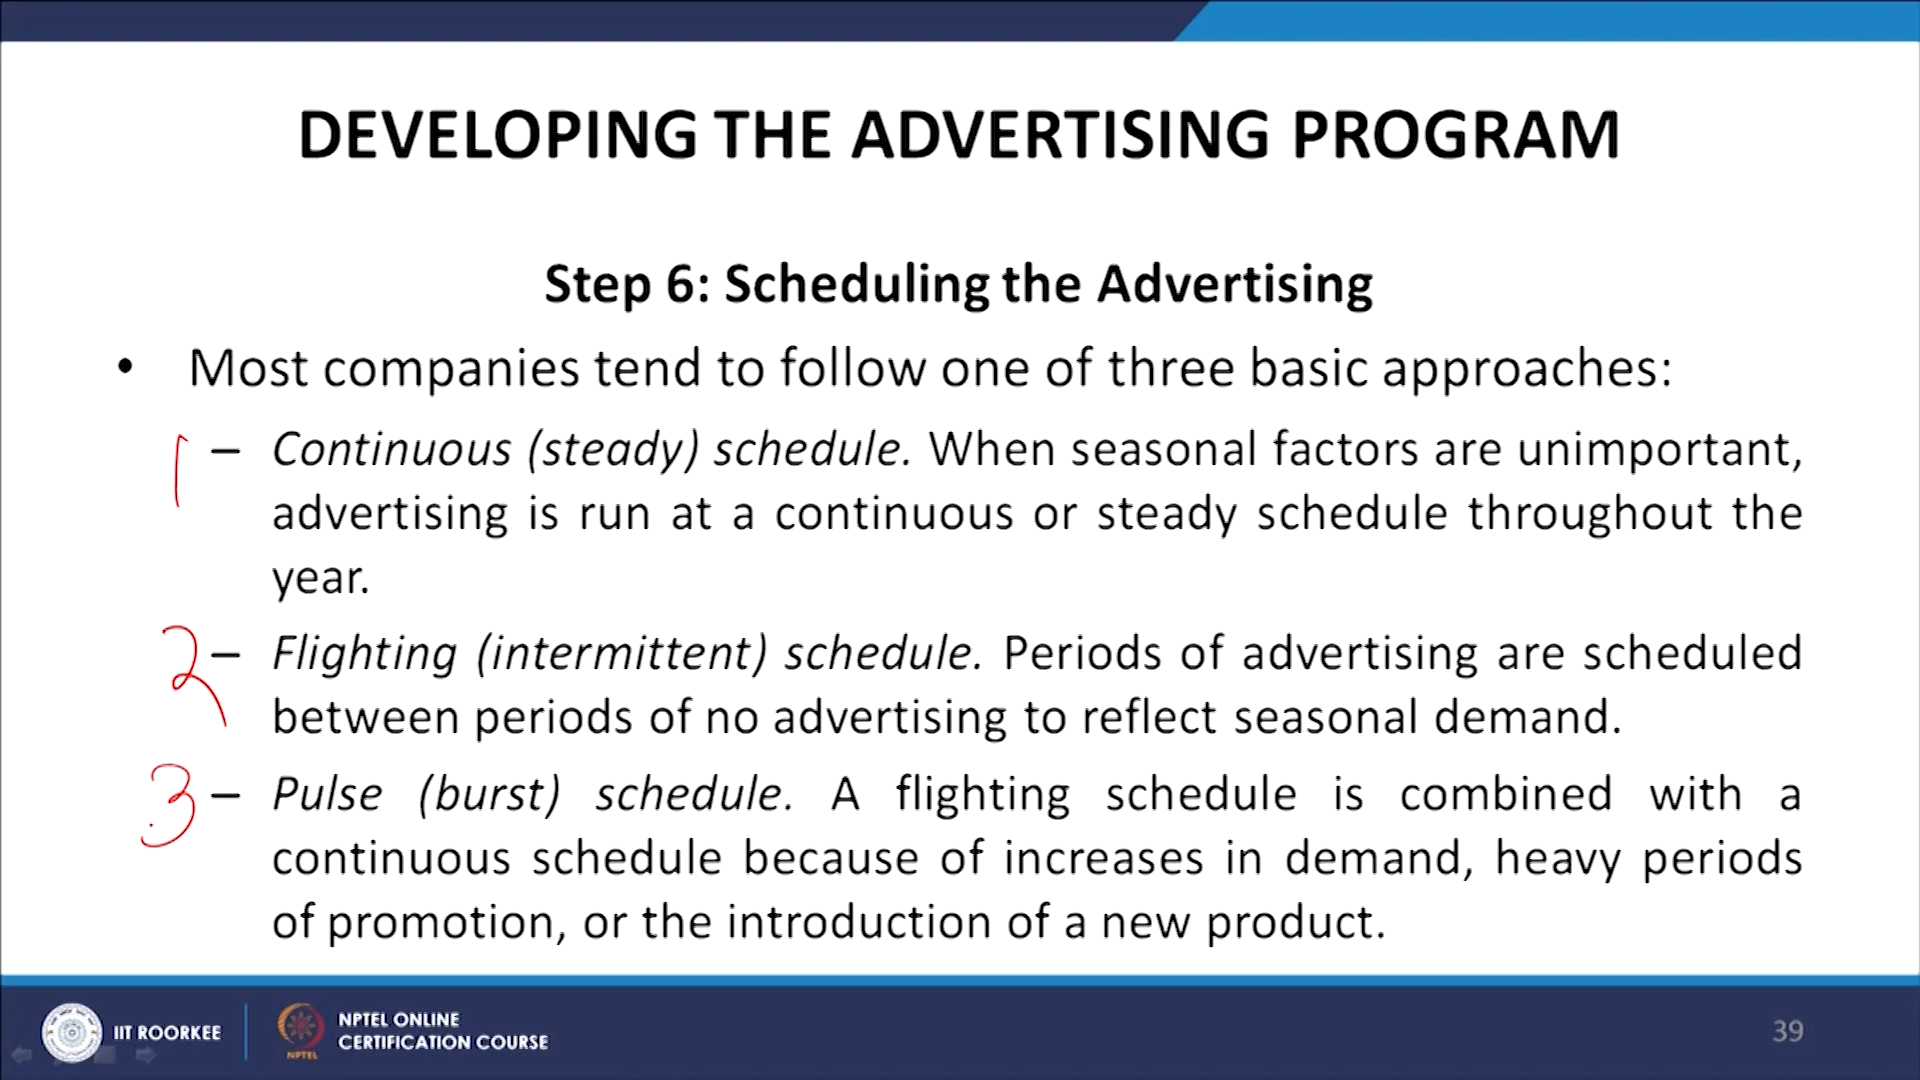 DEVELOPING THE ADVERTISING PROGRAM
Step 6: Scheduling the Advertising
• Most companies tend to follow one of three basic approaches:
1 – Continuous (steady) schedule. When seasonal factors are unimportant,
advertising is run at a continuous or steady schedule throughout the
year.
2 – Flighting (intermittent) schedule. Periods of advertising are scheduled
between periods of no advertising to reflect seasonal demand.
3 – Pulse (burst) schedule. A flighting schedule is combined with a
continuous schedule because of increases in demand, heavy periods
of promotion, or the introduction of a new product.
IIT ROORKEE
NPTEL
NPTEL ONLINE
CERTIFICATION COURSE
39